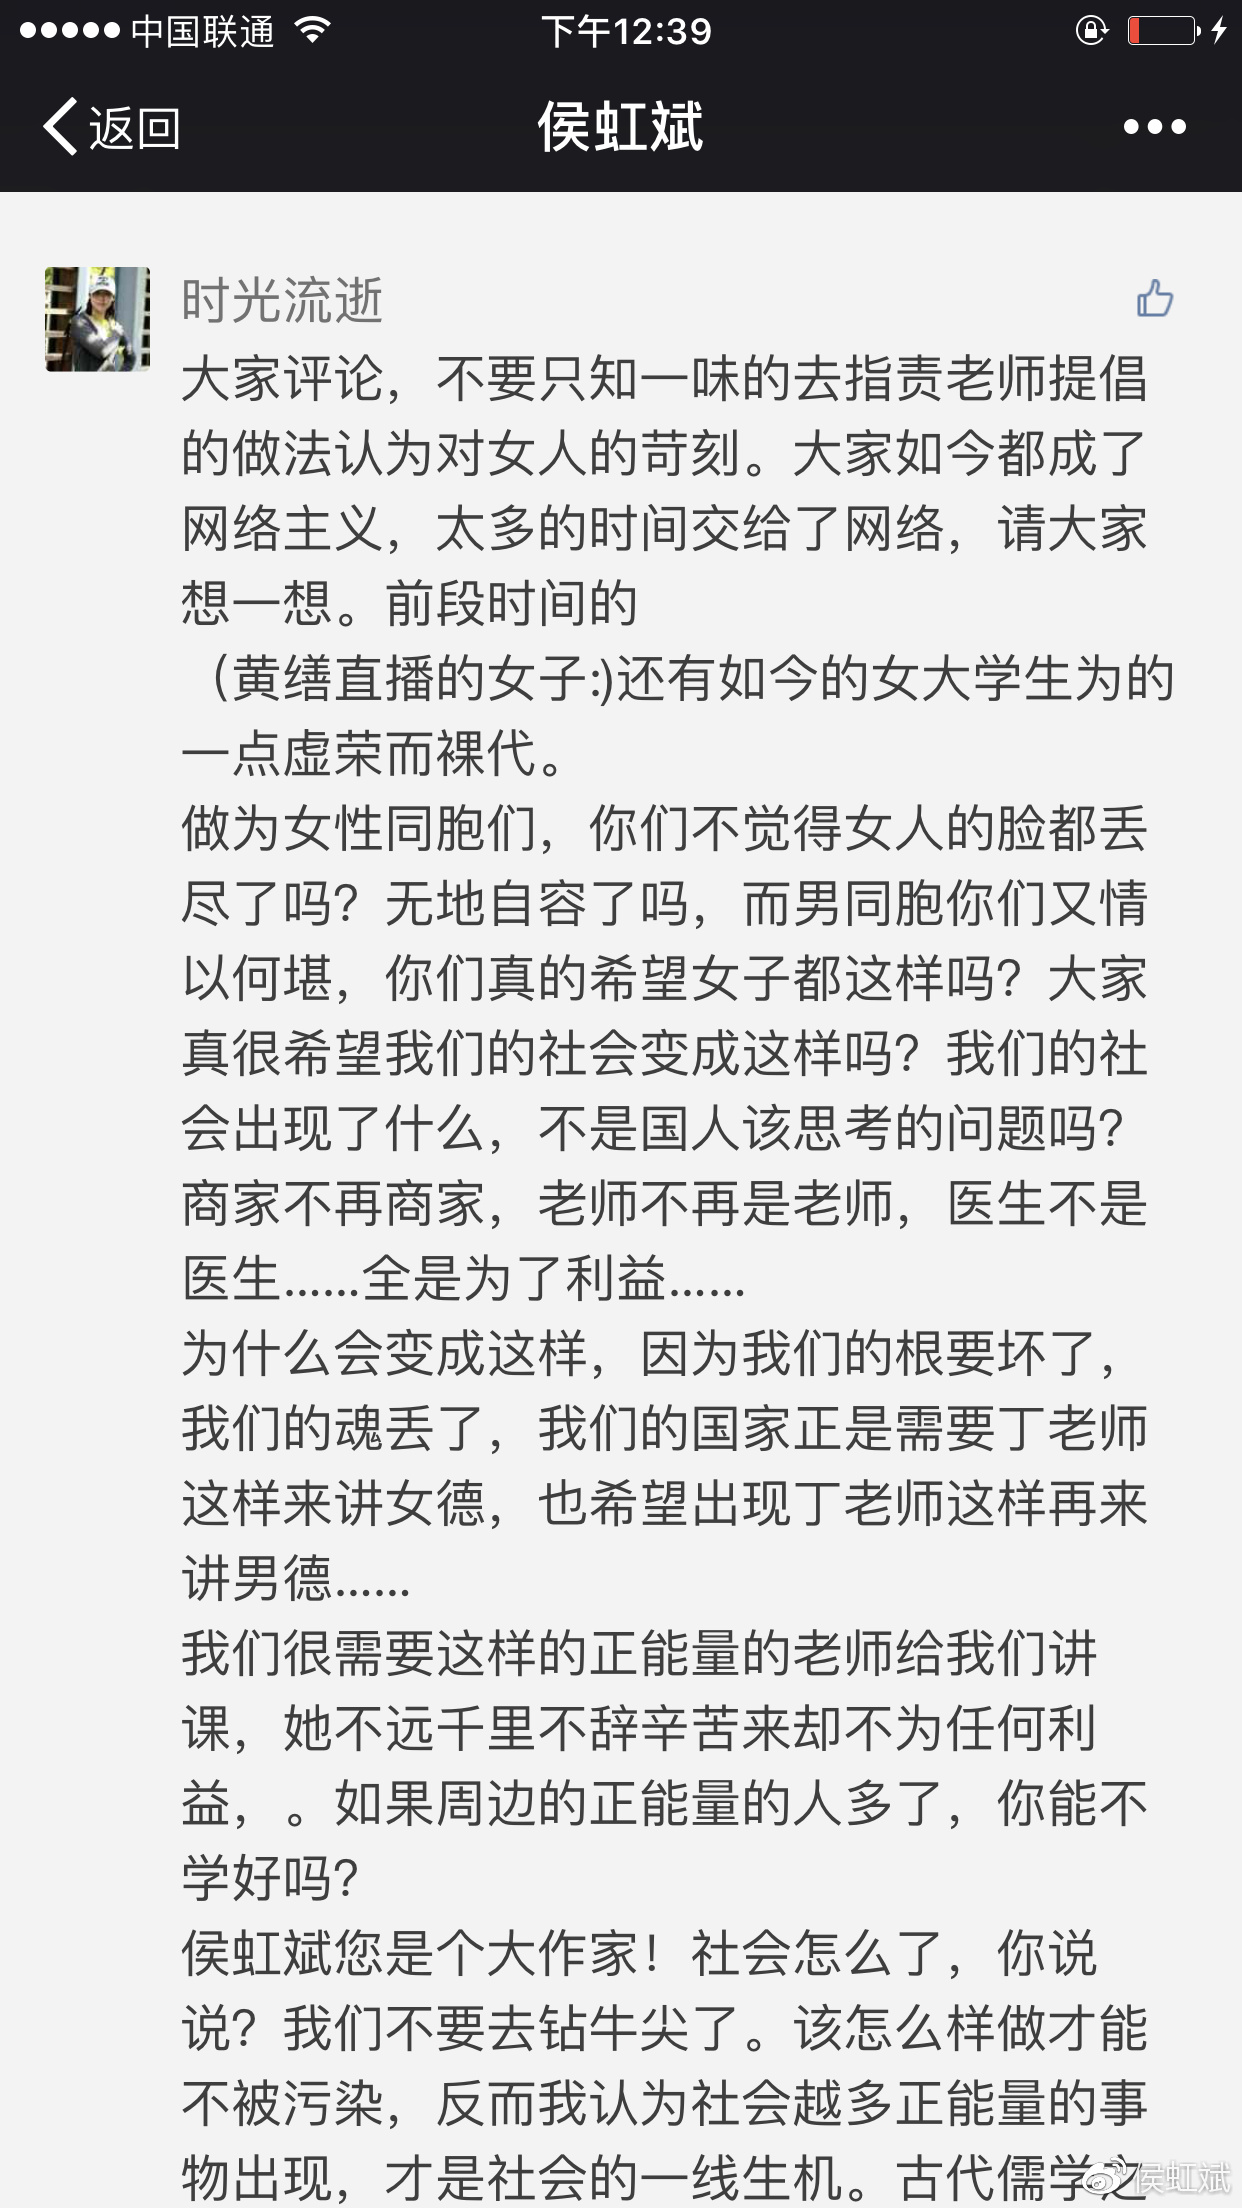 中国联通 下午12:39
返回 侯虹斌
时光流逝
大家评论，不要只知一味的去指责老师提倡
的做法认为对女人的苛刻。大家如今都成了
网络主义，太多的时间交给了网络，请大家
想一想。前段时间的
（黄缮直播的女子:)还有如今的女大学生为的
一点虚荣而裸代。
做为女性同胞们，你们不觉得女人的脸都丢
尽了吗？无地自容了吗，而男同胞你们又情
以何堪，你们真的希望女子都这样吗？大家
真很希望我们的社会变成这样吗？我们的社
会出现了什么，不是国人该思考的问题吗？
商家不再商家，老师不再是老师，医生不是
医生……全是为了利益……
为什么会变成这样，因为我们的根要坏了，
我们的魂丢了，我们的国家正是需要丁老师
这样来讲女德，也希望出现丁老师这样再来
讲男德……
我们很需要这样的正能量的老师给我们讲
课，她不远千里不辞辛苦来却不为任何利
益，。如果周边的正能量的人多了，你能不
学好吗？
侯虹斌您是个大作家！社会怎么了，你说
说？我们不要去钻牛尖了。该怎么样做才能
不被污染，反而我认为社会越多正能量的事
物出现，才是社会的一线生机。古代儒学之
侯虹斌